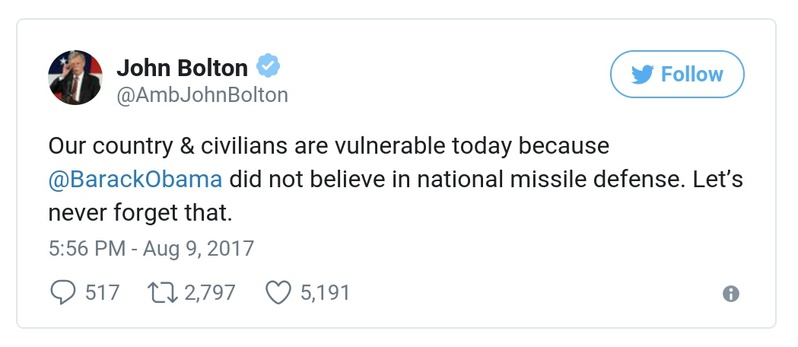 John Bolton
@AmbJohnBolton
Follow
Our country & civilians are vulnerable today because
@BarackObama did not believe in national missile defense. Let’s
never forget that.
5:56 PM - Aug 9, 2017
517 2,797 5,191